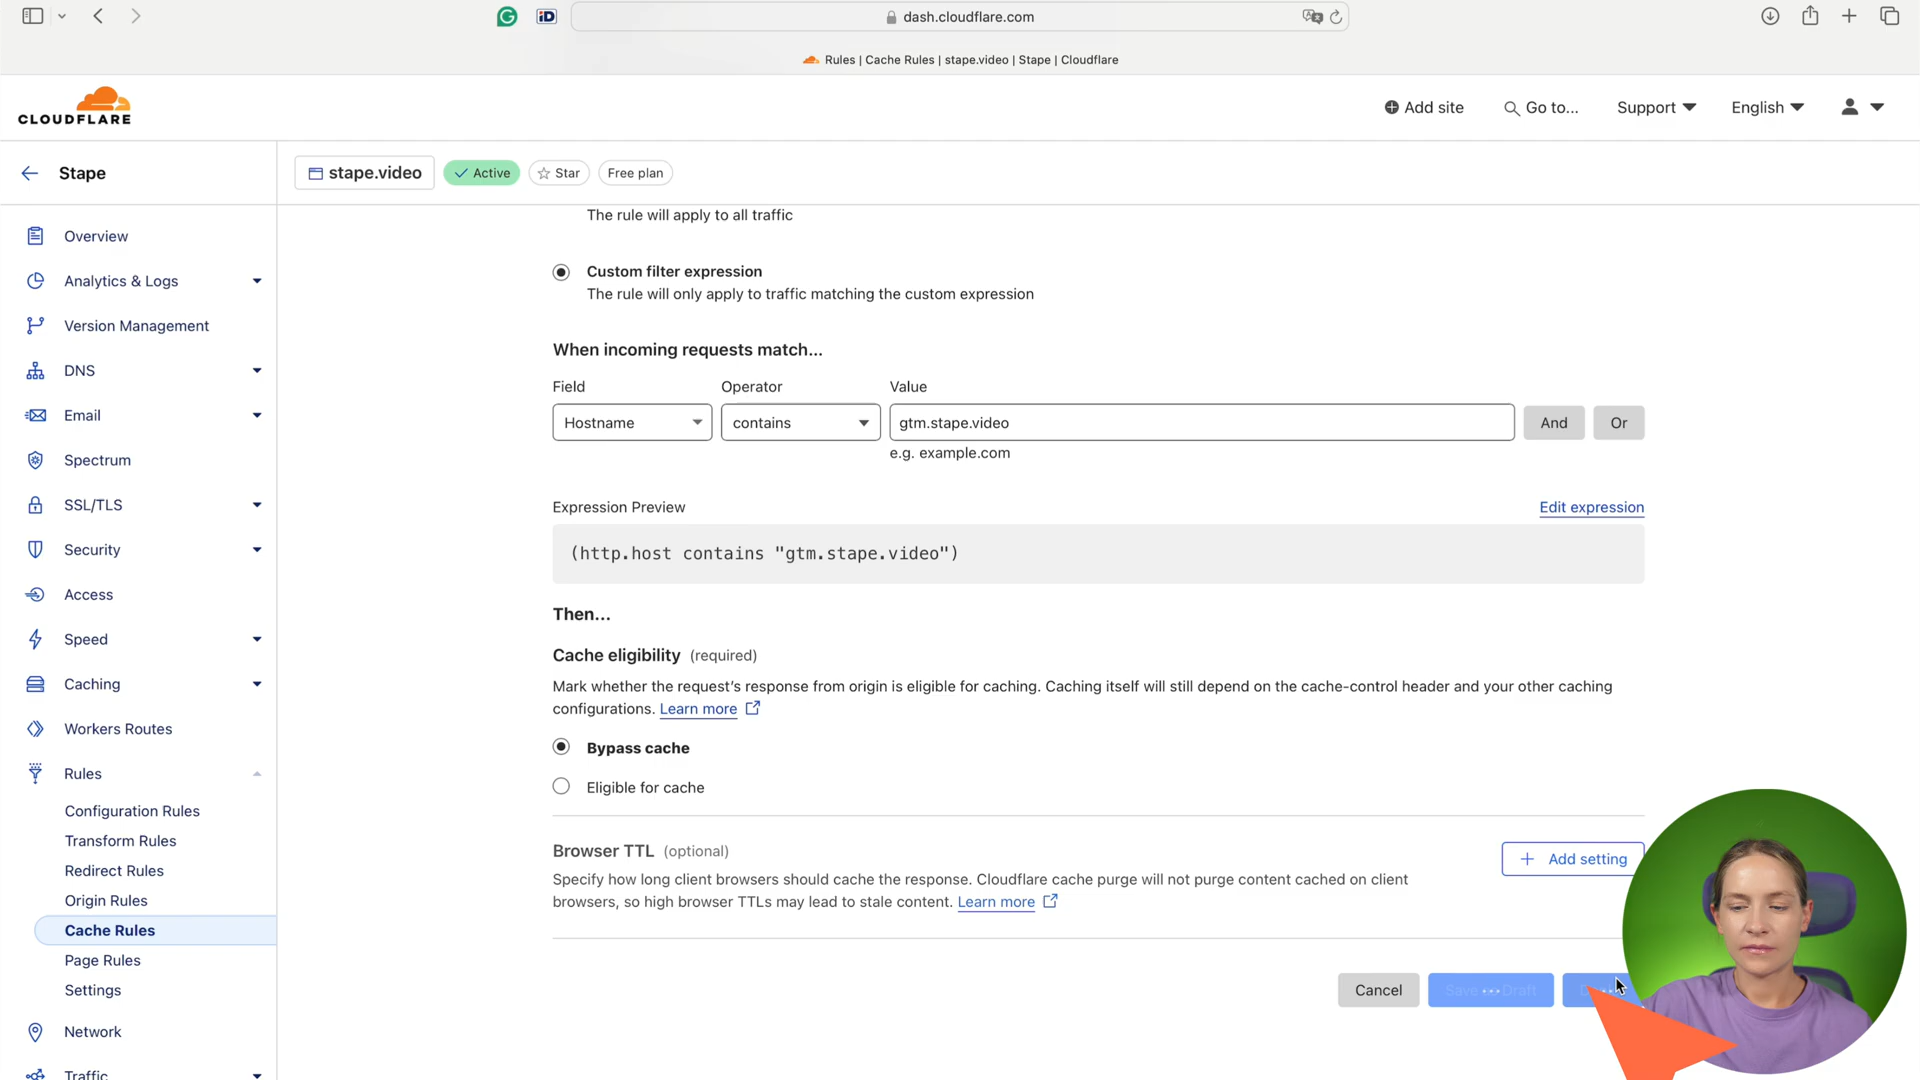 dash.cloudflare.com
Rules | Cache Rules | stape.video | Stape | Cloudflare
CLOUDFLARE
Add site
Go to...
Support
English
Stape
stape.video
Active
Star
Free plan
Overview
Analytics & Logs
Version Management
DNS
Email
Spectrum
SSL/TLS
Security
Access
Speed
Caching
Workers Routes
Rules
Configuration Rules
Transform Rules
Redirect Rules
Origin Rules
Cache Rules
Page Rules
Settings
Network
Traffic
The rule will apply to all traffic
Custom filter expression
The rule will only apply to traffic matching the custom expression
When incoming requests match...
Field
Operator
Value
Hostname
contains
gtm.stape.video
And
Or
e.g. example.com
Expression Preview
Edit expression
(http.host contains "gtm.stape.video")
Then...
Cache eligibility (required)
Mark whether the request's response from origin is eligible for caching. Caching itself will still depend on the cache-control header and your other caching
configurations. Learn more
Bypass cache
Eligible for cache
Browser TTL (optional)
Add setting
Specify how long client browsers should cache the response. Cloudflare cache purge will not purge content cached on client
browsers, so high browser TTLs may lead to stale content. Learn more
Cancel
Save Draft